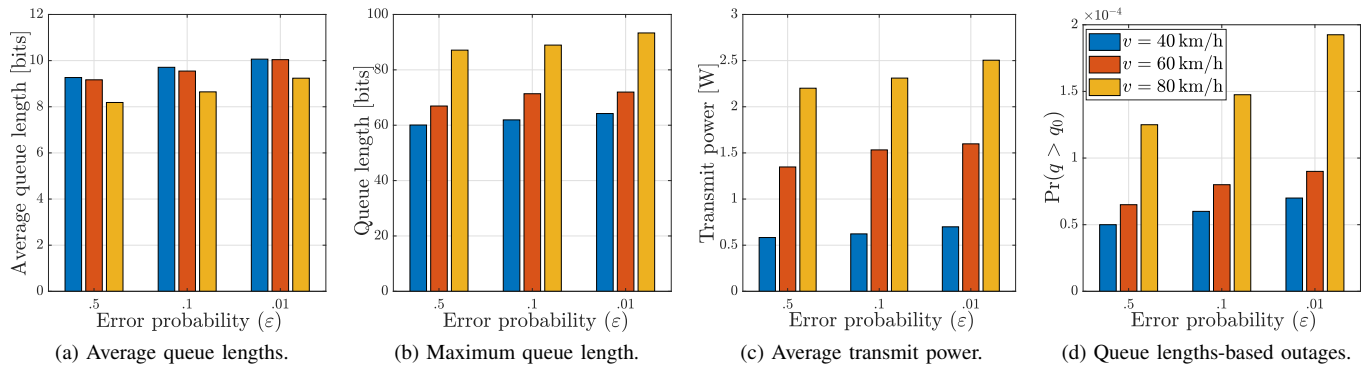 Average queue length [bits]
12
10
8
6
4
2
0
.5 .1 .01
Error probability (ε)
(a) Average queue lengths.
Queue length [bits]
100
80
60
40
20
0
.5 .1 .01
Error probability (ε)
(b) Maximum queue length.
Transmit power [W]
3
2.5
2
1.5
1
0.5
0
.5 .1 .01
Error probability (ε)
(c) Average transmit power.
×10⁻⁴
Pr(q > q₀)
2
1.5
1
0.5
0
v = 40 km/h
v = 60 km/h
v = 80 km/h
.5 .1 .01
Error probability (ε)
(d) Queue lengths-based outages.